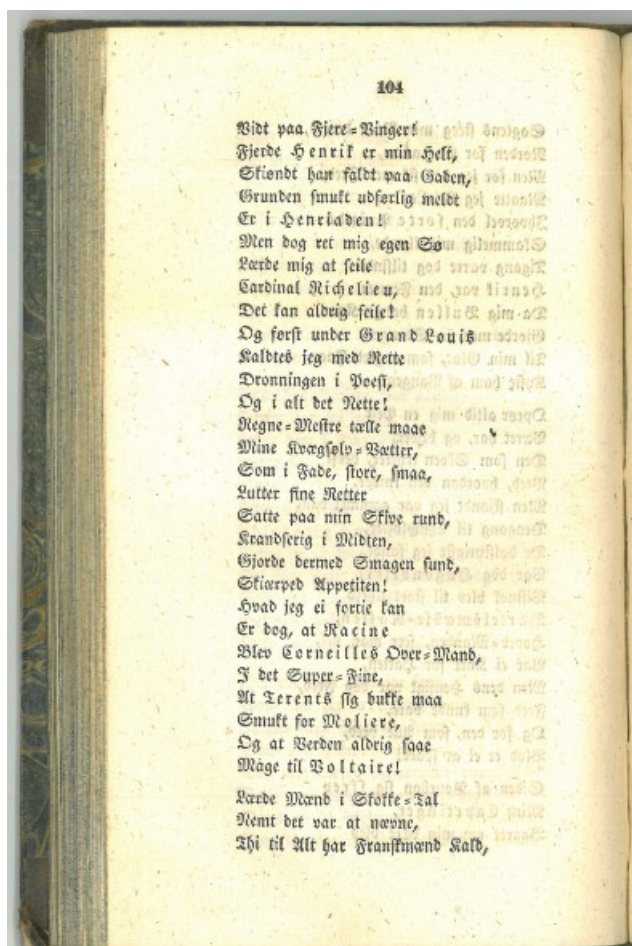 104
Vidt paa Fjere=Vinger!
Fjerde Henrik er min Helt,
Skiøndt han faldt paa Gaden,
Grunden smukt udførlig meldt
Er i Henriaden!
Men dog ret mig egen Sø
Lærde mig at seile
Cardinal Richelieu,
Det kan aldrig feile!
Og først under Grand Louis
Kaldtes jeg med Rette
Dronningen i Poesi,
Og i alt det Nette!
Regne=Mestre tælle maae
Mine Kvægsølv=Vætter,
Som i Fade, store, smaa,
Lutter fine Retter
Satte paa min Skive rund,
Krandserig i Midten,
Gjorde dermed Smagen sund,
Skiærped Appetiten!
Hvad jeg ei fortie kan
Er dog, at Racine
Blev Corneilles Over=Mand,
I det Super=Fine,
At Terents sig bukke maa
Smukt for Moliere,
Og at Verden aldrig saae
Mage til Voltaire!
Lærde Mænd i Skokke=Tal
Nemt det var at nævne,
Thi til Alt har Franskmænd Kald,